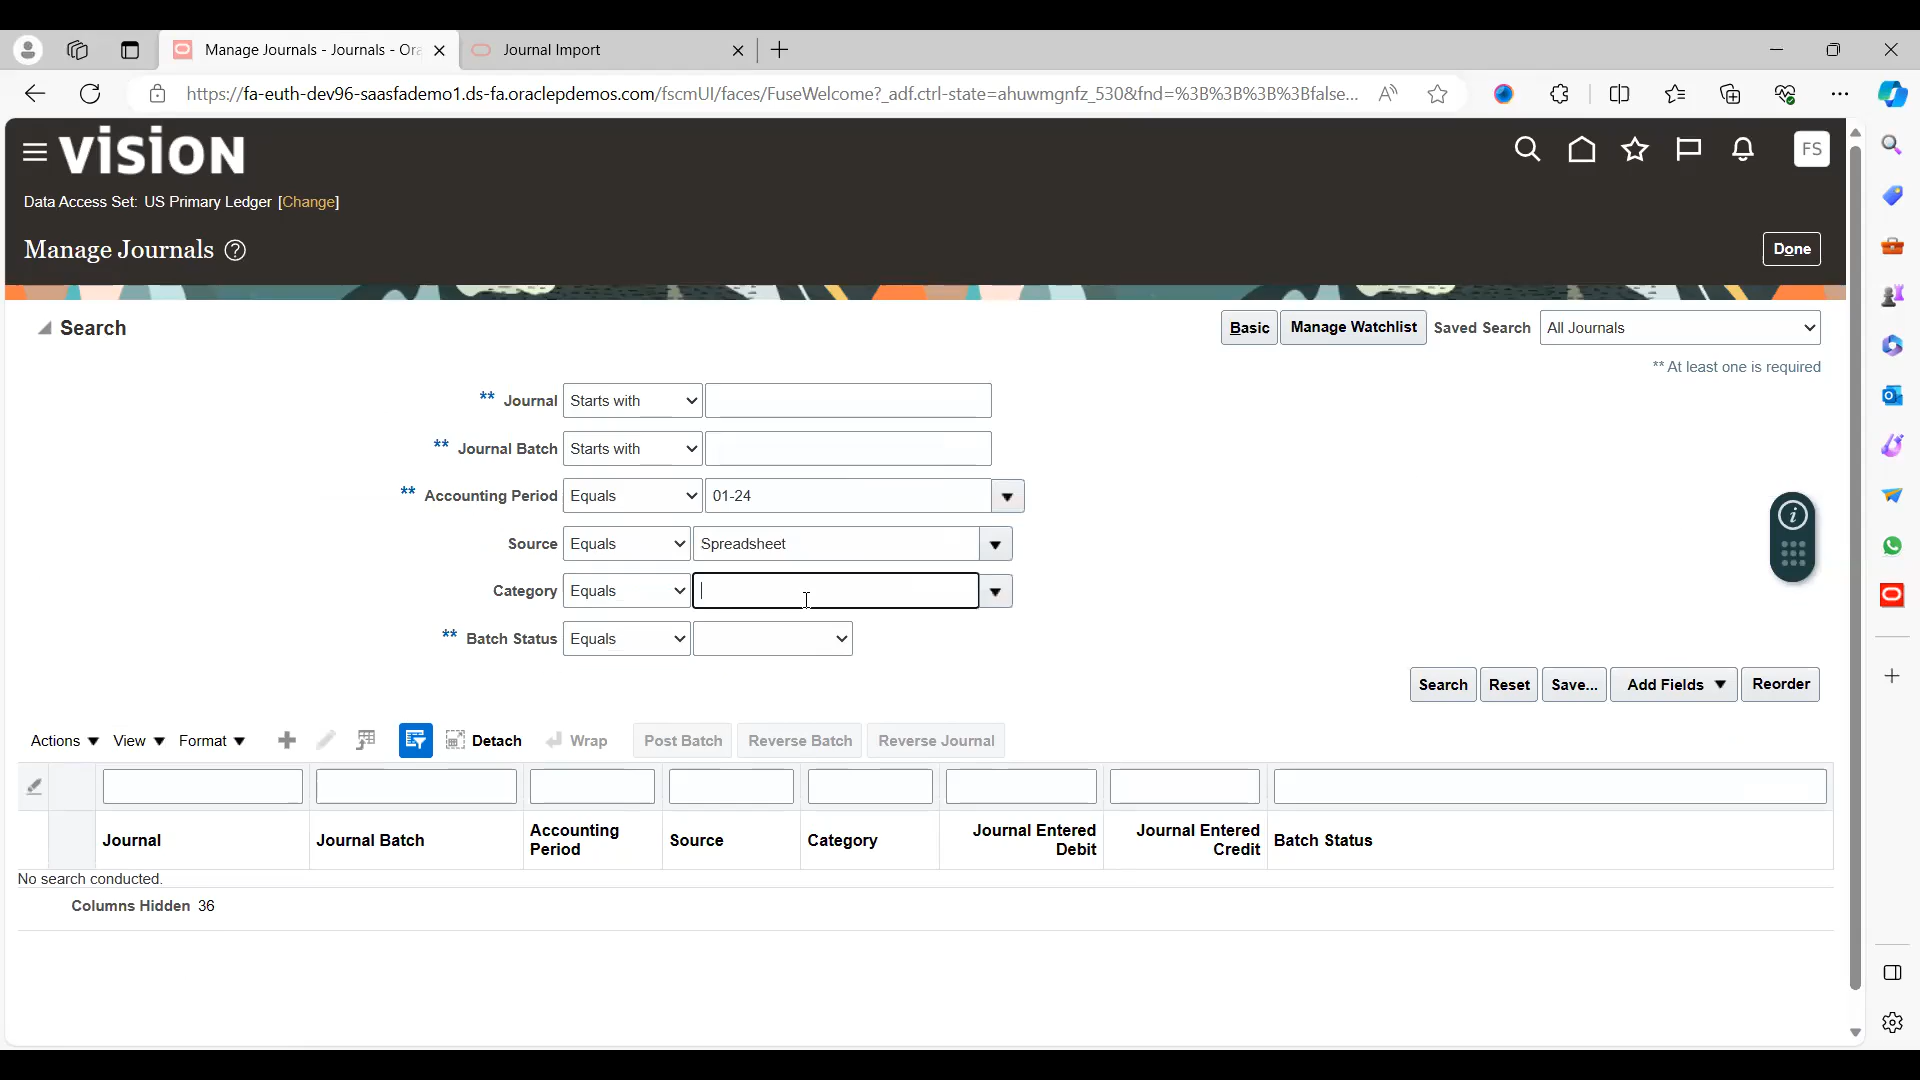 Manage Journals - Journals - Ora
Journal Import
https://fa-euth-dev96-saasfademo1.ds-fa.oraclepdemos.com/fscmUI/faces/FuseWelcome?_adf.ctrl-state=ahuwmgnfz_530&fnd=%3B%3B%3B%3Bfalse...
VISION
FS
Data Access Set: US Primary Ledger [Change]
Manage Journals ?
Done
Search
Basic Manage Watchlist Saved Search All Journals
** At least one is required
** Journal Starts with
** Journal Batch Starts with
** Accounting Period Equals 01-24
Source Equals Spreadsheet
Category Equals
** Batch Status Equals
Search Reset Save... Add Fields Reorder
Actions View Format Detach Wrap Post Batch Reverse Batch Reverse Journal
Journal Journal Batch Accounting Period Source Category Journal Entered Debit Journal Entered Credit Batch Status
No search conducted.
Columns Hidden 36